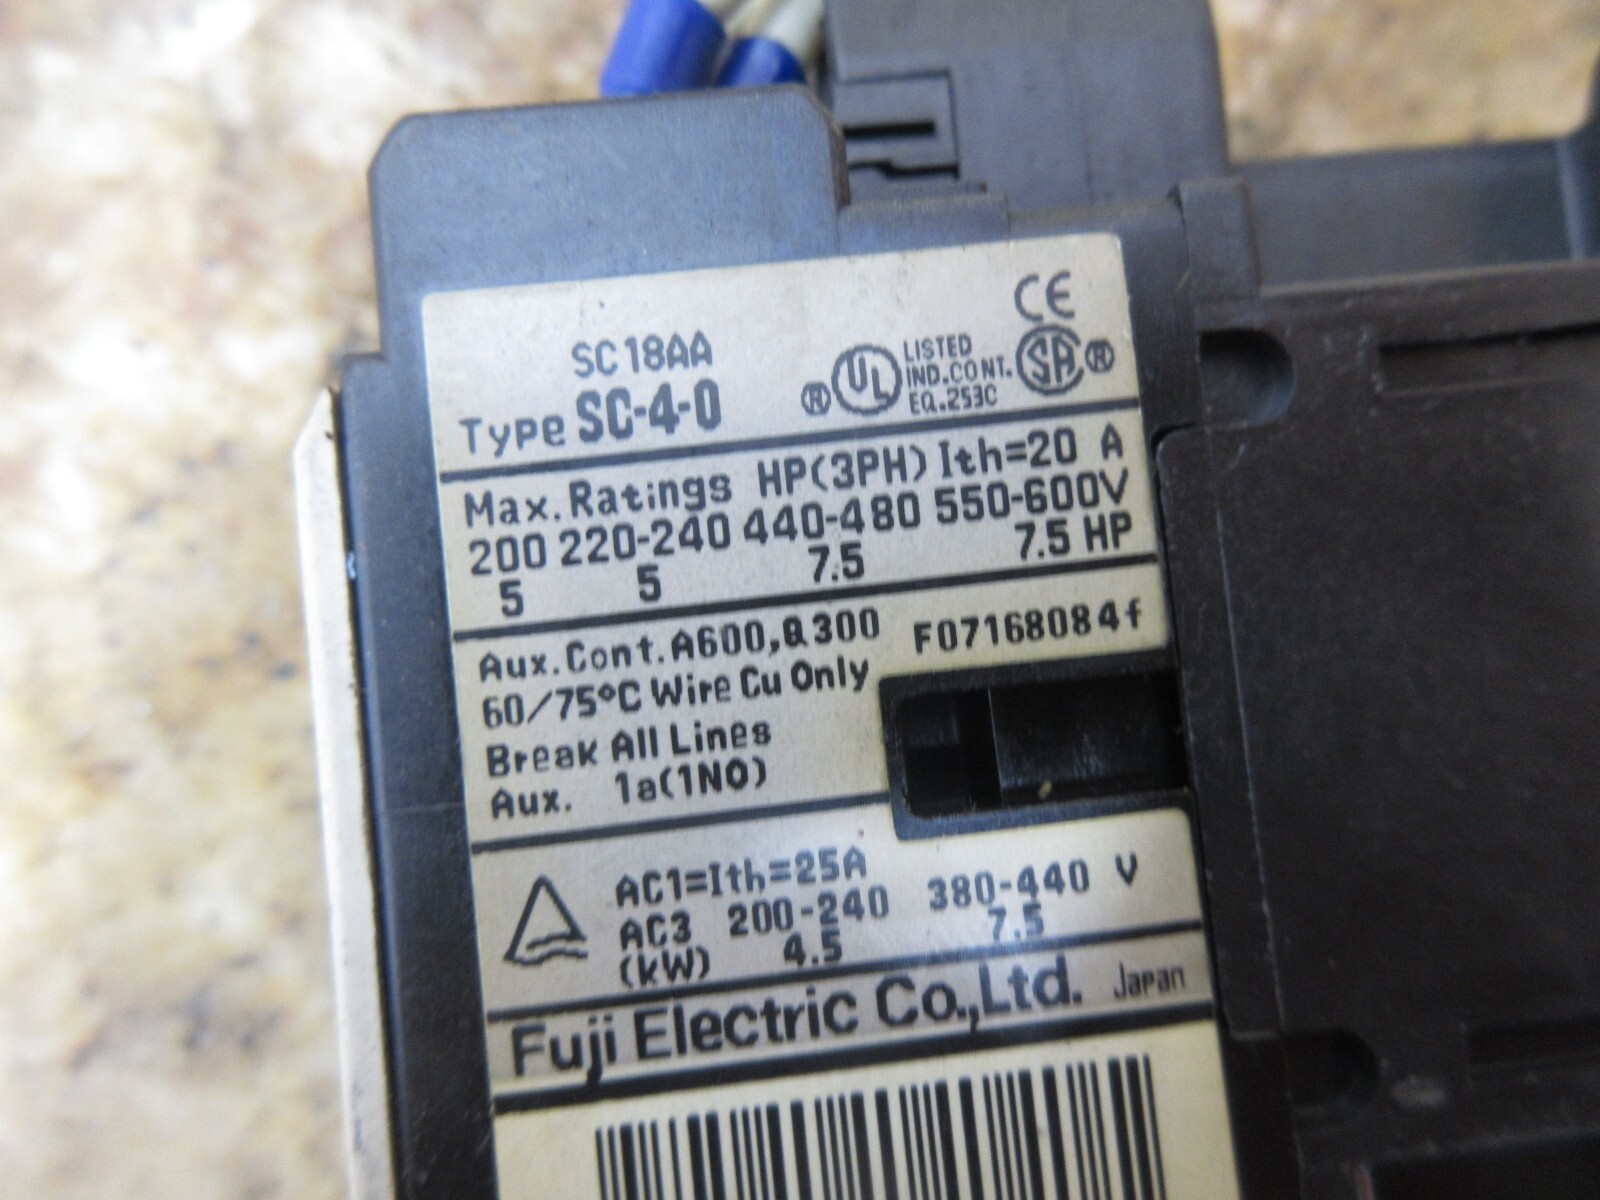 CE
SC18AA
Type SC-4-0
® UL LISTED IND.CONT. EQ.253C SA ®
Max.Ratings HP(3PH) Ith=20 A
200 220-240 440-480 550-600V
5 5 7.5 7.5 HP
Aux.Cont.A600,Q300 F07168084f
60/75°C Wire Cu Only
Break All Lines
Aux. 1a(1NO)
AC1=Ith=25A
AC3 200-240 380-440 V
(kW) 4.5 7.5
Fuji Electric Co.,Ltd. Japan